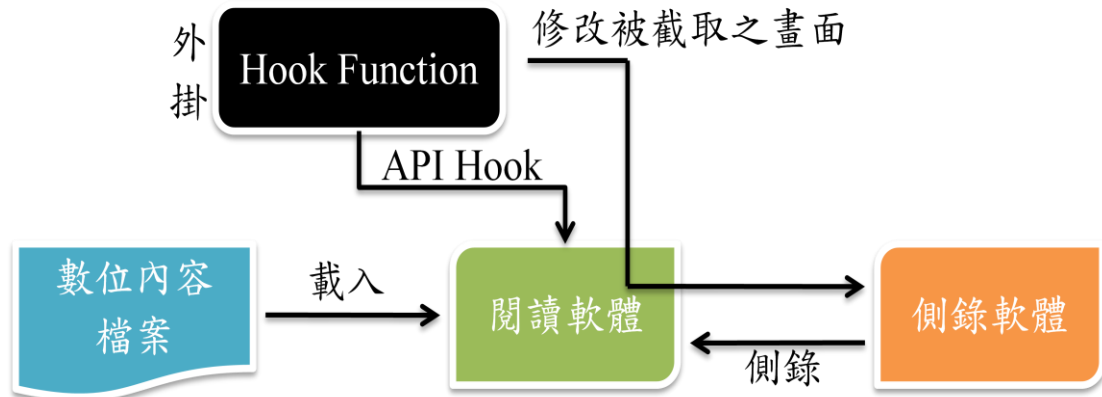 外掛
Hook Function
修改被截取之畫面
API Hook
數位內容
檔案
載入
閱讀軟體
側錄軟體
側錄